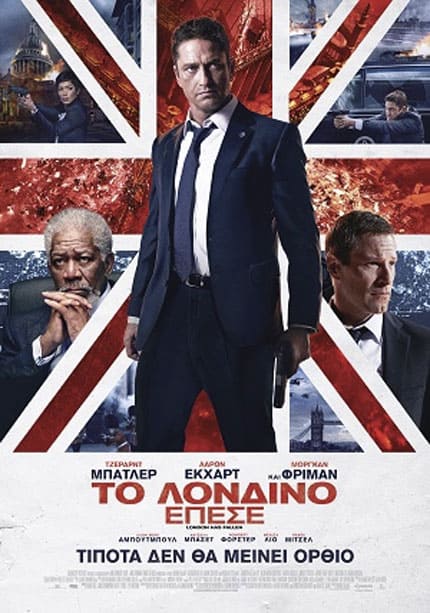 ΤΖΕΡΑΡΝΤ ΜΠΑΤΛΕΡ ΑΑΡΟΝ ΕΚΧΑΡΤ ΚΑΙ ΜΟΡΓΚΑΝ ΦΡΙΜΑΝ
ΤΟ ΛΟΝΔΙΝΟ
ΕΠΕΣΕ
LONDON HAS FALLEN
ΑΜΠΟΥΤΜΠΟΥΛ ΜΠΑΣΕΤ ΦΟΡΣΤΕΡ ΛΙΟ ΜΙΤΣΕΛ
ΤΙΠΟΤΑ ΔΕΝ ΘΑ ΜΕΙΝΕΙ ΟΡΘΙΟ